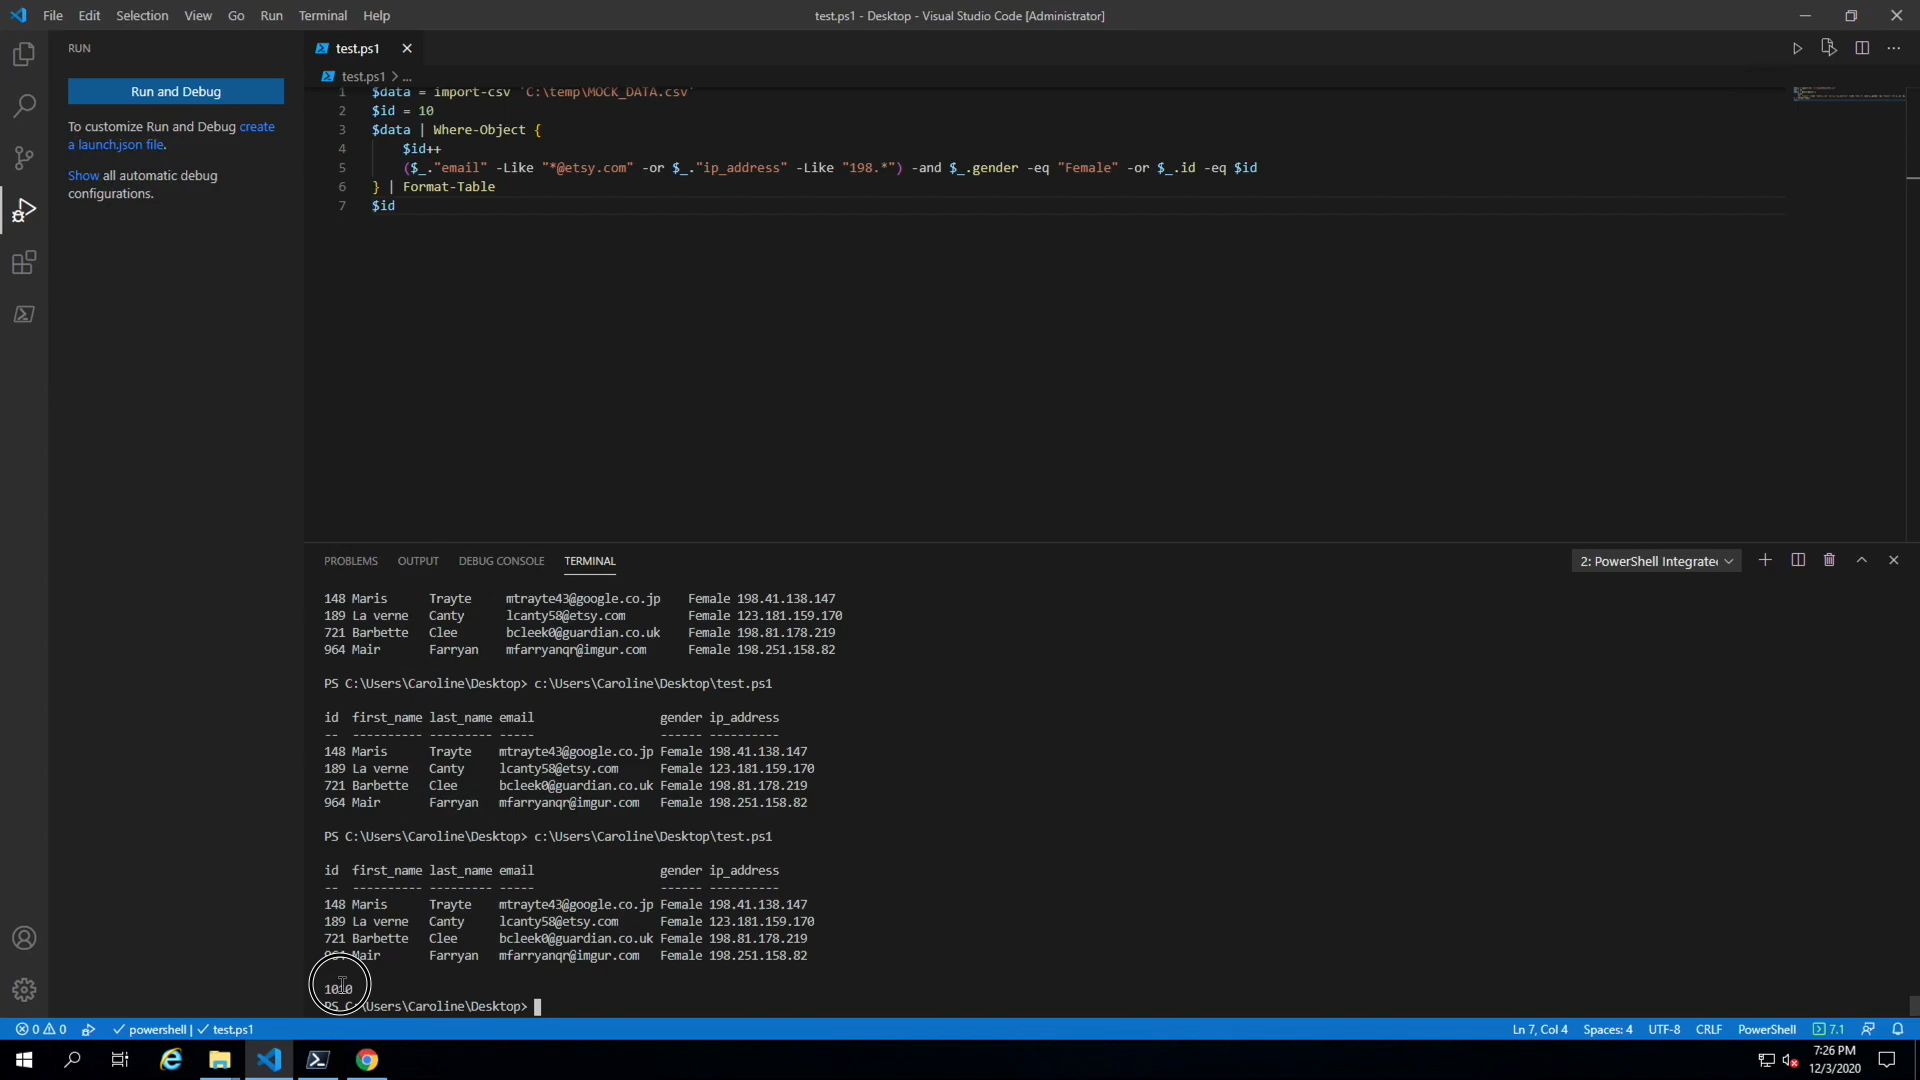 File Edit Selection View Go Run Terminal Help
test.ps1 - Desktop - Visual Studio Code [Administrator]
RUN
Run and Debug
To customize Run and Debug create
a launch.json file.
Show all automatic debug
configurations.
test.ps1
test.ps1 > ...
1 $data = import-csv 'C:\temp\MOCK_DATA.csv'
2 $id = 10
3 $data | Where-Object {
4 $id++
5 ($_."email" -Like "*@etsy.com" -or $_."ip_address" -Like "198.*") -and $_.gender -eq "Female" -or $_.id -eq $id
6 } | Format-Table
7 $id
PROBLEMS OUTPUT DEBUG CONSOLE TERMINAL
2: PowerShell Integrate
148 Maris Trayte mtrayte43@google.co.jp Female 198.41.138.147
189 La verne Canty lcanty58@etsy.com Female 123.181.159.170
721 Barbette Clee bcleek0@guardian.co.uk Female 198.81.178.219
964 Mair Farryan mfarryanqr@imgur.com Female 198.251.158.82
PS C:\Users\Caroline\Desktop> c:\Users\Caroline\Desktop\test.ps1
id first_name last_name email gender ip_address
-- ---------- --------- ----- ------ ----------
148 Maris Trayte mtrayte43@google.co.jp Female 198.41.138.147
189 La verne Canty lcanty58@etsy.com Female 123.181.159.170
721 Barbette Clee bcleek0@guardian.co.uk Female 198.81.178.219
964 Mair Farryan mfarryanqr@imgur.com Female 198.251.158.82
PS C:\Users\Caroline\Desktop> c:\Users\Caroline\Desktop\test.ps1
id first_name last_name email gender ip_address
-- ---------- --------- ----- ------ ----------
148 Maris Trayte mtrayte43@google.co.jp Female 198.41.138.147
189 La verne Canty lcanty58@etsy.com Female 123.181.159.170
721 Barbette Clee bcleek0@guardian.co.uk Female 198.81.178.219
964 Mair Farryan mfarryanqr@imgur.com Female 198.251.158.82
1010
PS C:\Users\Caroline\Desktop>
0 0 powershell | test.ps1
Ln 7, Col 4 Spaces: 4 UTF-8 CRLF PowerShell 7.1
7:26 PM
12/3/2020